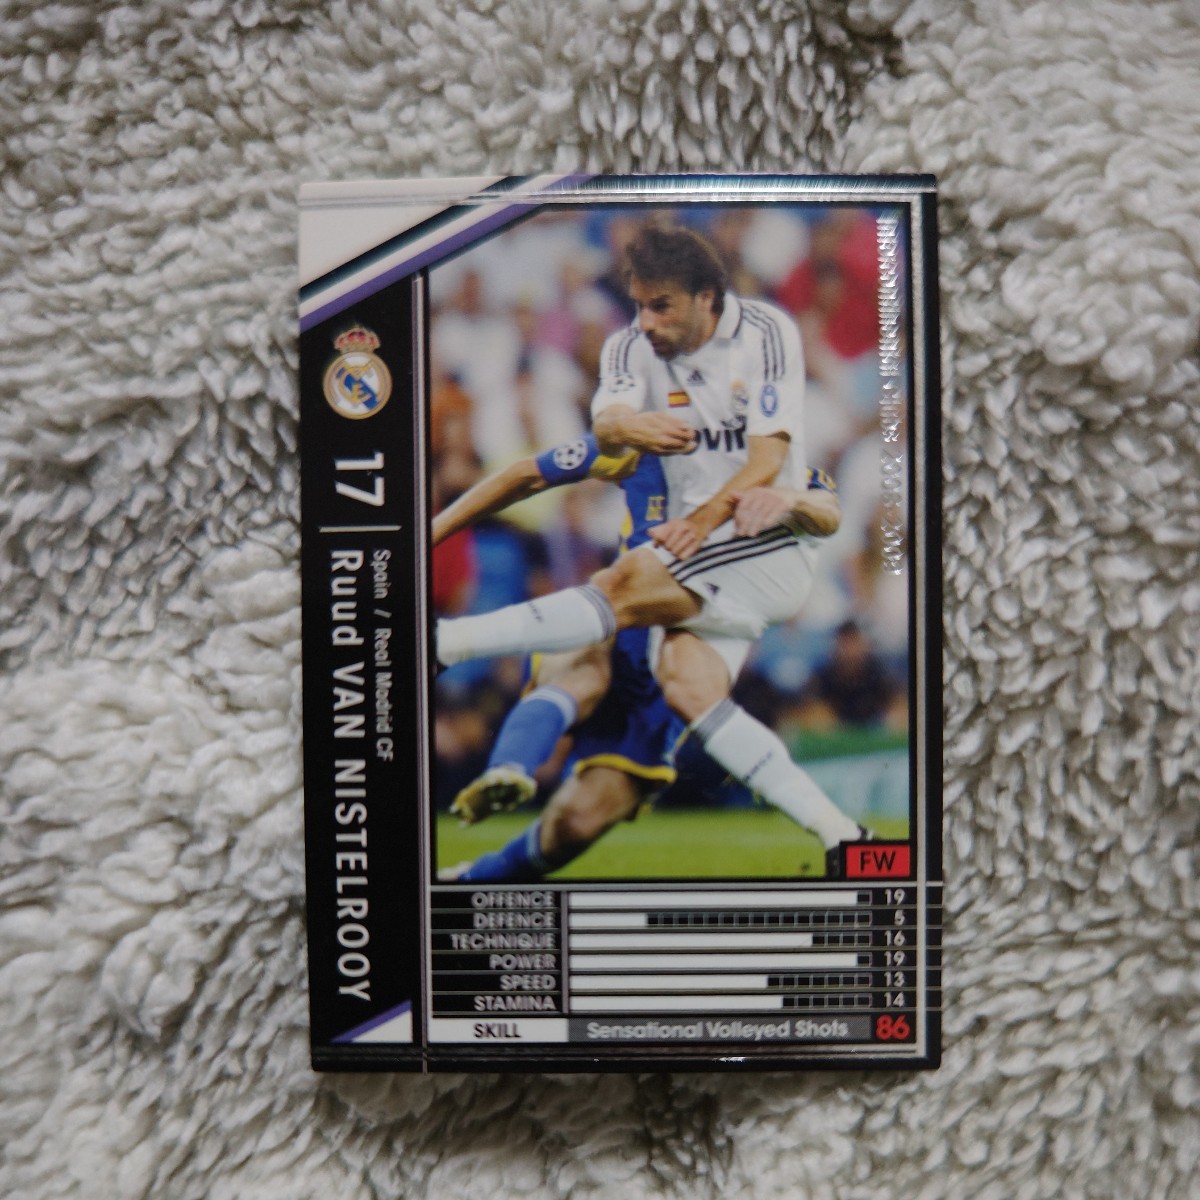 17
Spain / Real Madrid CF
Ruud VAN NISTELROOY
FW
OFFENCE 19
DEFENCE 5
TECHNIQUE 16
POWER 19
SPEED 13
STAMINA 14
SKILL Sensational Volleyed Shots 86